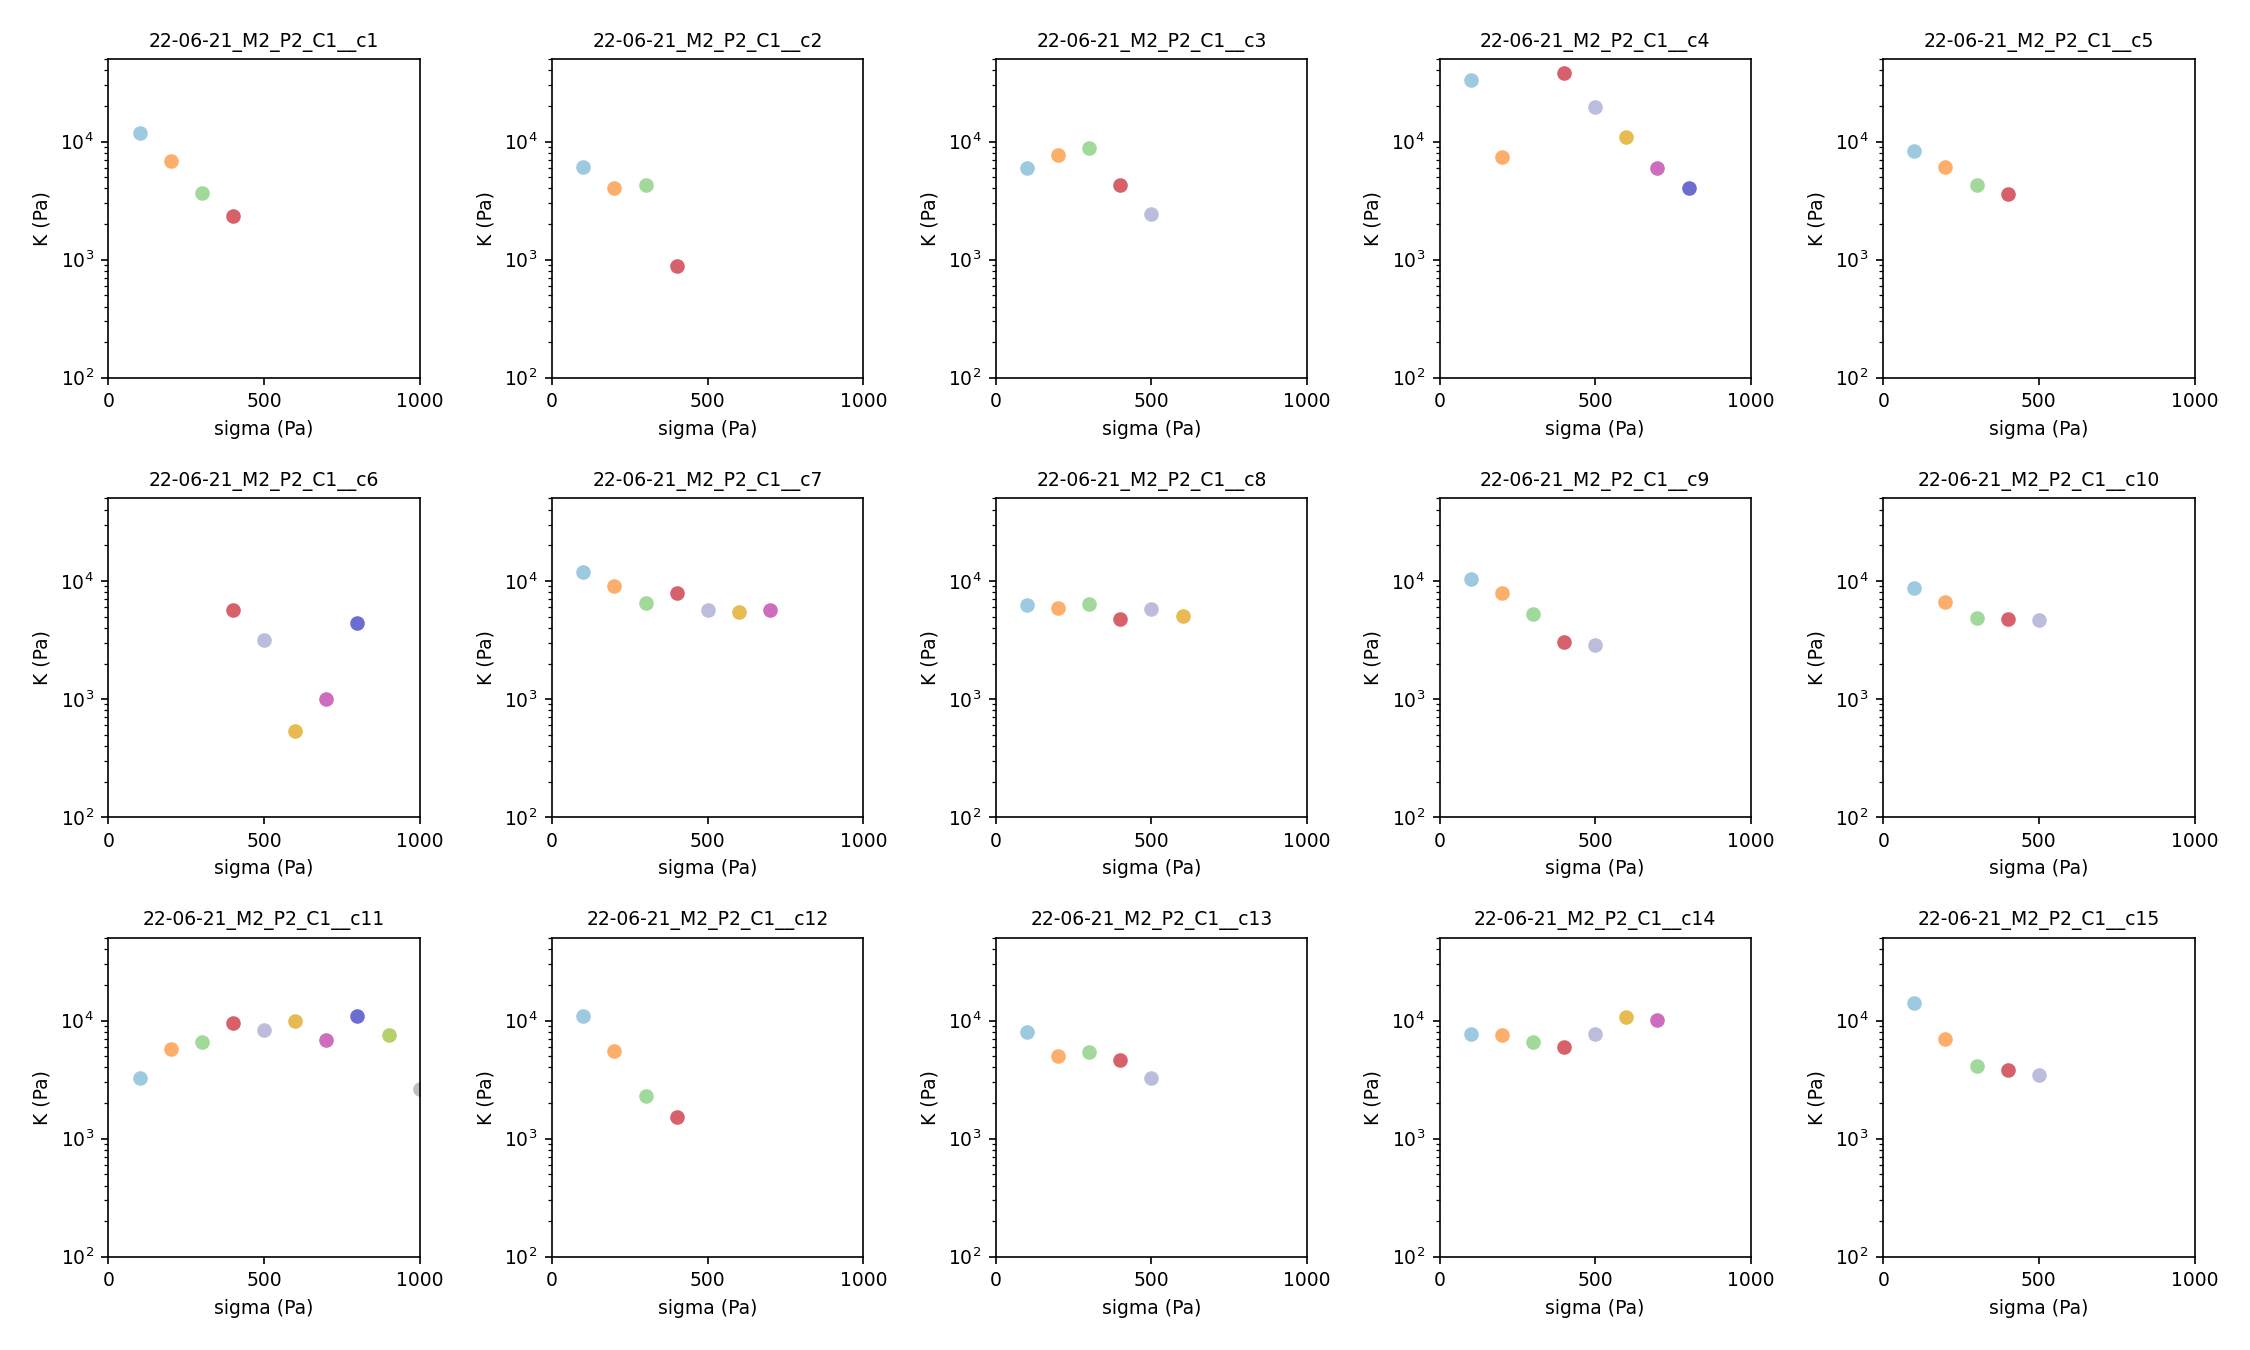 22-06-21_M2_P2_C1__c1 22-06-21_M2_P2_C1__c2 22-06-21_M2_P2_C1__c3 22-06-21_M2_P2_C1__c4 22-06-21_M2_P2_C1__c5
10⁴ 10⁴ 10⁴ 10⁴ 10⁴
K (Pa) K (Pa) K (Pa) K (Pa) K (Pa)
10³ 10³ 10³ 10³ 10³
10² 10² 10² 10² 10²
0 500 1000 0 500 1000 0 500 1000 0 500 1000 0 500 1000
sigma (Pa) sigma (Pa) sigma (Pa) sigma (Pa) sigma (Pa)
22-06-21_M2_P2_C1__c6 22-06-21_M2_P2_C1__c7 22-06-21_M2_P2_C1__c8 22-06-21_M2_P2_C1__c9 22-06-21_M2_P2_C1__c10
10⁴ 10⁴ 10⁴ 10⁴ 10⁴
K (Pa) K (Pa) K (Pa) K (Pa) K (Pa)
10³ 10³ 10³ 10³ 10³
10² 10² 10² 10² 10²
0 500 1000 0 500 1000 0 500 1000 0 500 1000 0 500 1000
sigma (Pa) sigma (Pa) sigma (Pa) sigma (Pa) sigma (Pa)
22-06-21_M2_P2_C1__c11 22-06-21_M2_P2_C1__c12 22-06-21_M2_P2_C1__c13 22-06-21_M2_P2_C1__c14 22-06-21_M2_P2_C1__c15
10⁴ 10⁴ 10⁴ 10⁴ 10⁴
K (Pa) K (Pa) K (Pa) K (Pa) K (Pa)
10³ 10³ 10³ 10³ 10³
10² 10² 10² 10² 10²
0 500 1000 0 500 1000 0 500 1000 0 500 1000 0 500 1000
sigma (Pa) sigma (Pa) sigma (Pa) sigma (Pa) sigma (Pa)